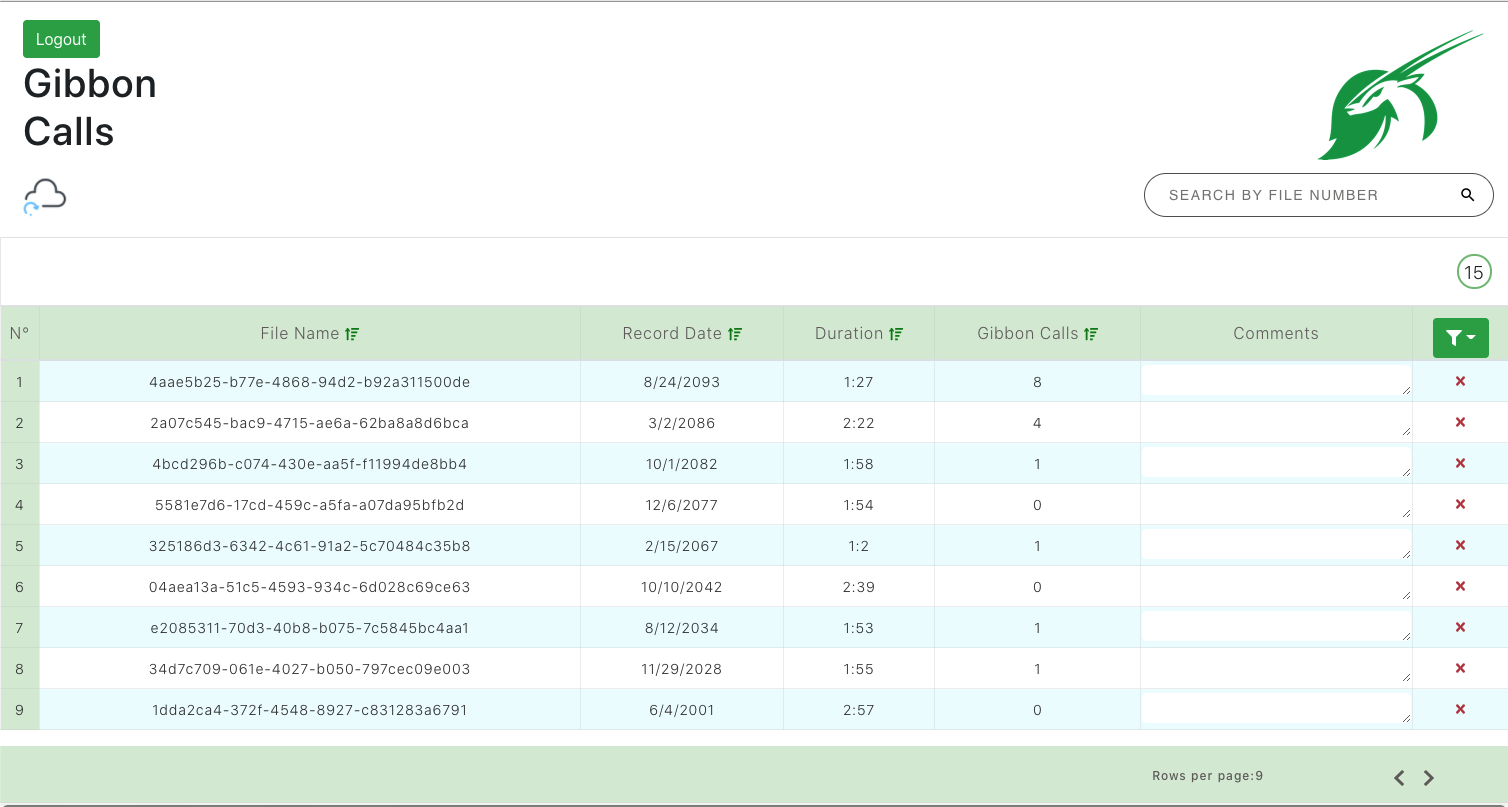 Logout
Gibbon
Calls
SEARCH BY FILE NUMBER
15
N° File Name Record Date Duration Gibbon Calls Comments
1 4aae5b25-b77e-4868-94d2-b92a311500de 8/24/2093 1:27 8
2 2a07c545-bac9-4715-ae6a-62ba8a8d6bca 3/2/2086 2:22 4
3 4bcd296b-c074-430e-aa5f-f11994de8bb4 10/1/2082 1:58 1
4 5581e7d6-17cd-459c-a5fa-a07da95bfb2d 12/6/2077 1:54 0
5 325186d3-6342-4c61-91a2-5c70484c35b8 2/15/2067 1:2 1
6 04aea13a-51c5-4593-934c-6d028c69ce63 10/10/2042 2:39 0
7 e2085311-70d3-40b8-b075-7c5845bc4aa1 8/12/2034 1:53 1
8 34d7c709-061e-4027-b050-797cec09e003 11/29/2028 1:55 1
9 1dda2ca4-372f-4548-8927-c831283a6791 6/4/2001 2:57 0
Rows per page:9